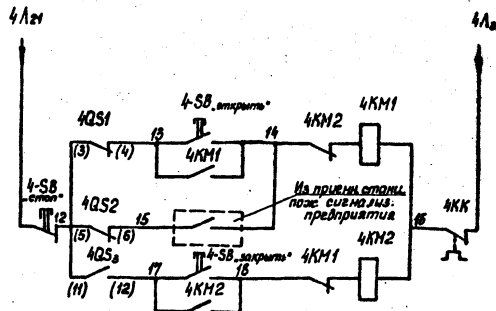 4Л21
4Л
4-SB „открыть"
4QS1
13
14
4KM2
4KM1
(3)
(4)
4KM1
Из приемн. станц.
пож. сигнализ.
предприятия
4-SB
„стоп"
12
4QS2
15
(5)
(6)
16
4KK
4QS3
4-SB „закрыть"
4KM1
4KM2
17
18
(11)
(12)
4KM2